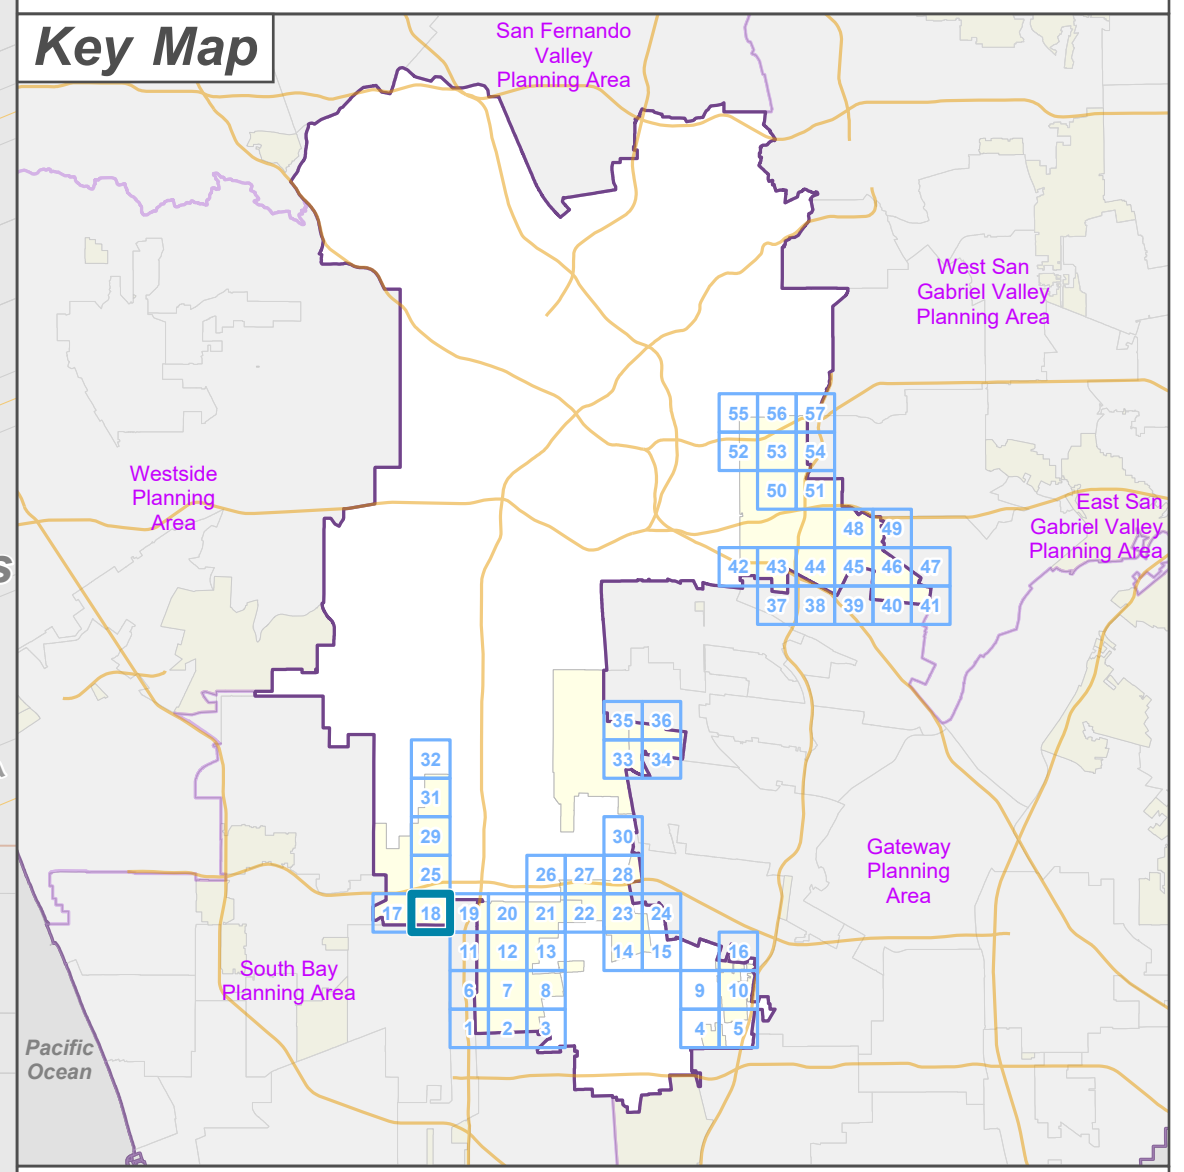 Key Map
San Fernando
Valley
Planning Area
West San
Gabriel Valley
Planning Area
55 56 57
Westside
Planning
Area
52 53 54
50 51
East San
Gabriel Valley
Planning Area
48 49
S
42 43 44 45 46 47
37 38 39 40 41
35 36
33 34
32
31
29
30
Gateway
Planning
Area
25 26 27 28
17 18 19 20 21 22 23 24
11 12 13 14 15 16
South Bay
Planning Area
6 7 8 9 10
1 2 3 4 5
Pacific
Ocean